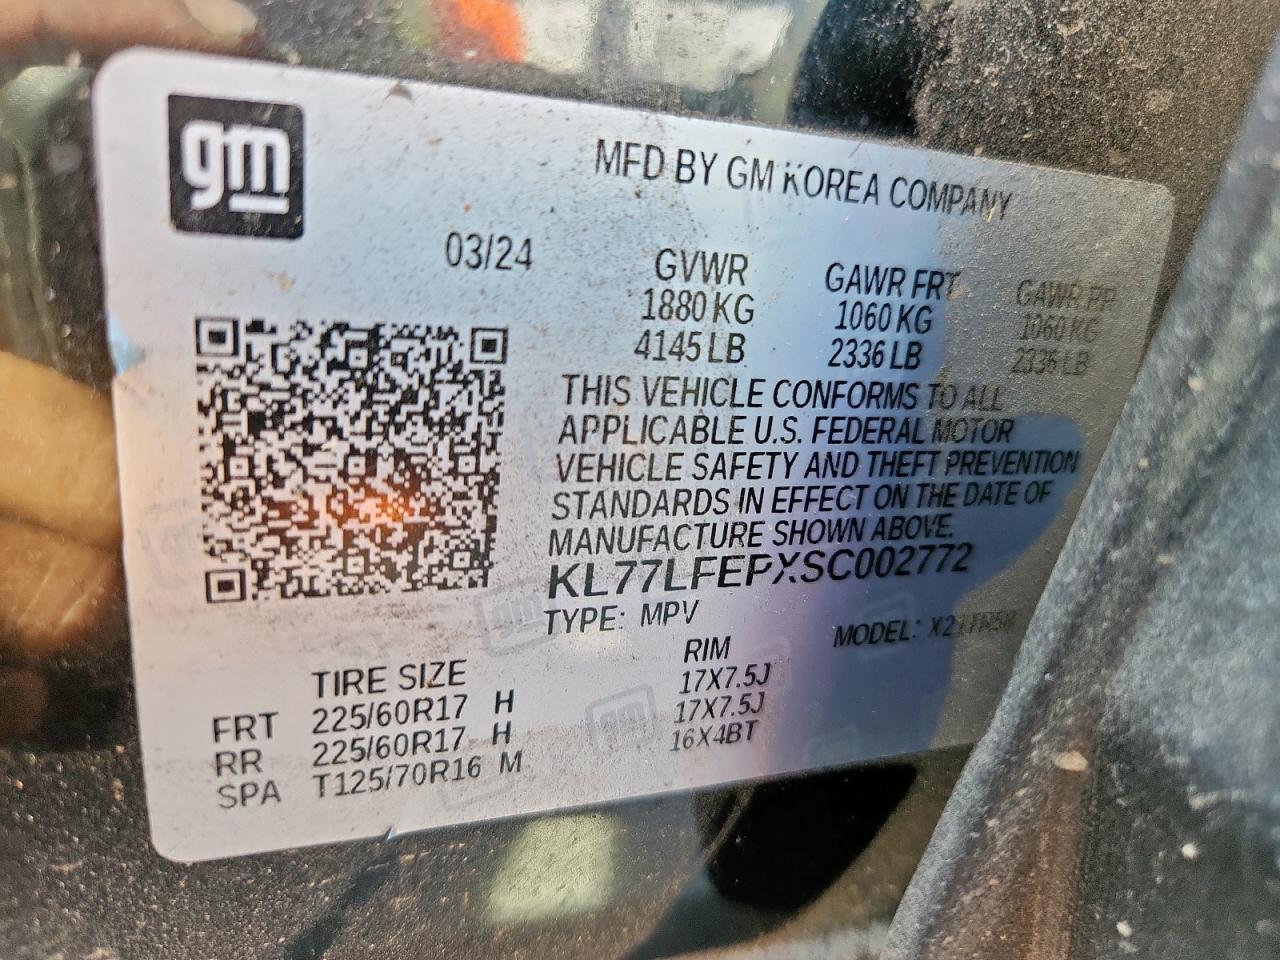 gm
MFD BY GM KOREA COMPANY
03/24
GVWR GAWR FRT GAWR RR
1880 KG 1060 KG 1060 KG
4145 LB 2336 LB 2336 LB
THIS VEHICLE CONFORMS TO ALL
APPLICABLE U.S. FEDERAL MOTOR
VEHICLE SAFETY AND THEFT PREVENTION
STANDARDS IN EFFECT ON THE DATE OF
MANUFACTURE SHOWN ABOVE.
KL77LFEPXSC002772
TYPE: MPV MODEL:
TIRE SIZE RIM
FRT 225/60R17 H 17X7.5J
RR 225/60R17 H 17X7.5J
SPA T125/70R16 M 16X4BT